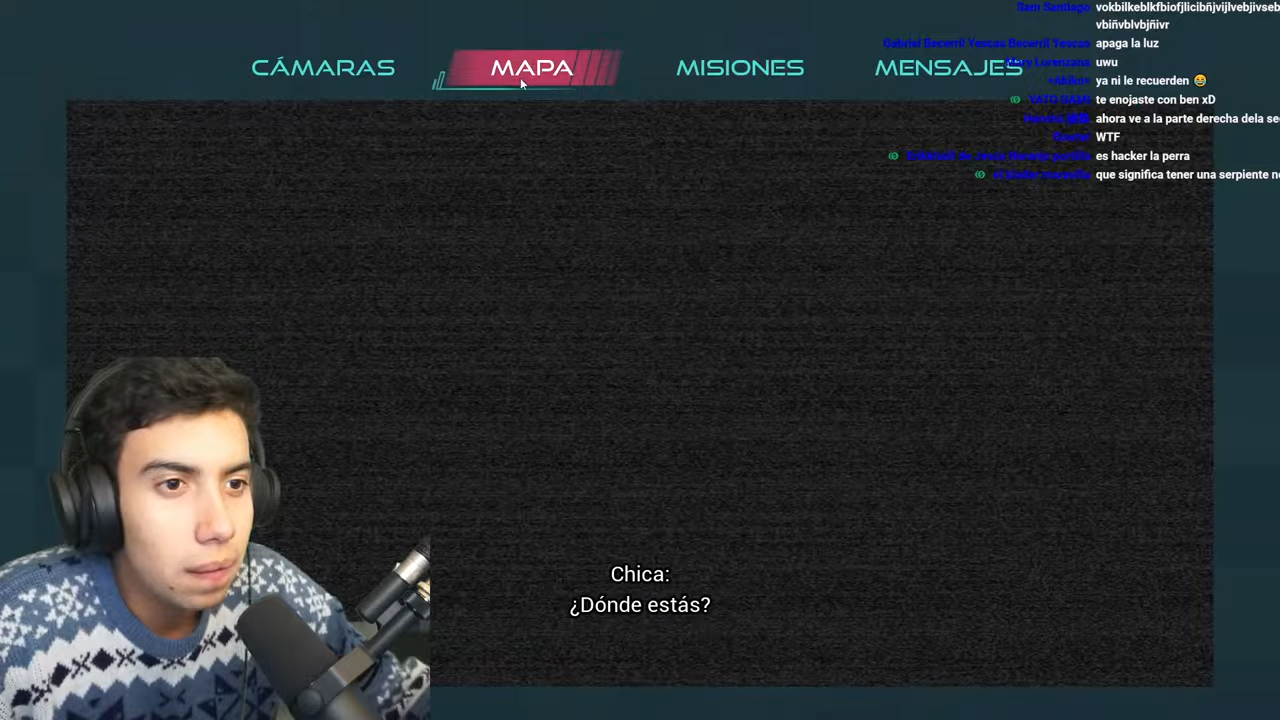 CÁMARAS
MAPA
MISIONES
MENSAJES
vokbilkeblkfbiofjlicibñjvijlvebjivseb
vbiñvblvbjñivr
apaga la luz
uwu
ya ni le recuerden
te enojaste con ben xD
ahora ve a la parte derecha dela se
WTF
es hacker la perra
que significa tener una serpiente
Chica:
¿Dónde estás?